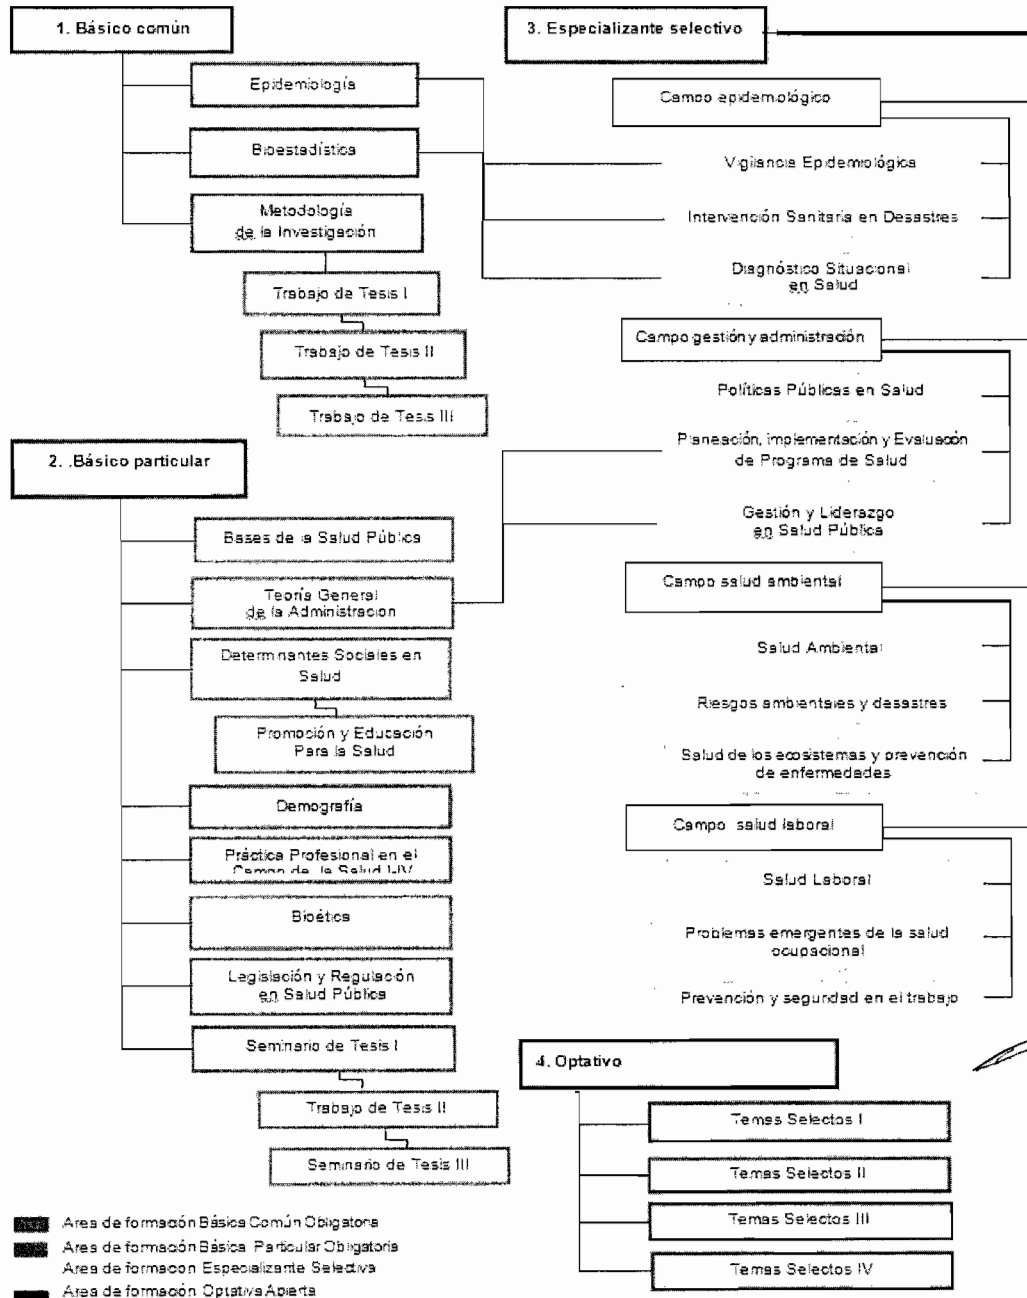 1. Básico común
Epidemiología
Bioestadística
Metodología
de la Investigación
Trabajo de Tesis I
Trabajo de Tesis II
Trabajo de Tesis III
2. .Básico particular
Bases de la Salud Pública
Teoría General
de la Administracion
Determinantes Sociales en
Salud
Promoción y Educación
Para la Salud
Demografía
Práctica Profesional en el
Campo de la Salud I-IV
Bioética
Legislación y Regulación
en Salud Pública
Seminario de Tesis I
Trabajo de Tesis II
Seminario de Tesis III
3. Especializante selectivo
Campo epidemiológico
Vigilancia Epidemiológica
Intervención Sanitaria en Desastres
Diagnóstico Situacional
en Salud
Campo gestión y administración
Políticas Públicas en Salud
Planeación, implementación y Evaluación
de Programa de Salud
Gestión y Liderazgo
en Salud Pública
Campo salud ambiental
Salud Ambiental
Riesgos ambientales y desastres
Salud de los ecosistemas y prevención
de enfermedades
Campo salud laboral
Salud Laboral
Problemas emergentes de la salud
ocupacional
Prevención y seguridad en el trabajo
4. Optativo
Temas Selectos I
Temas Selectos II
Temas Selectos III
Temas Selectos IV
Area de formación Básica Común Obligatoria
Area de formación Básica Particular Obligatoria
Area de formación Especializante Selectiva
Area de formación Optativa Abierta